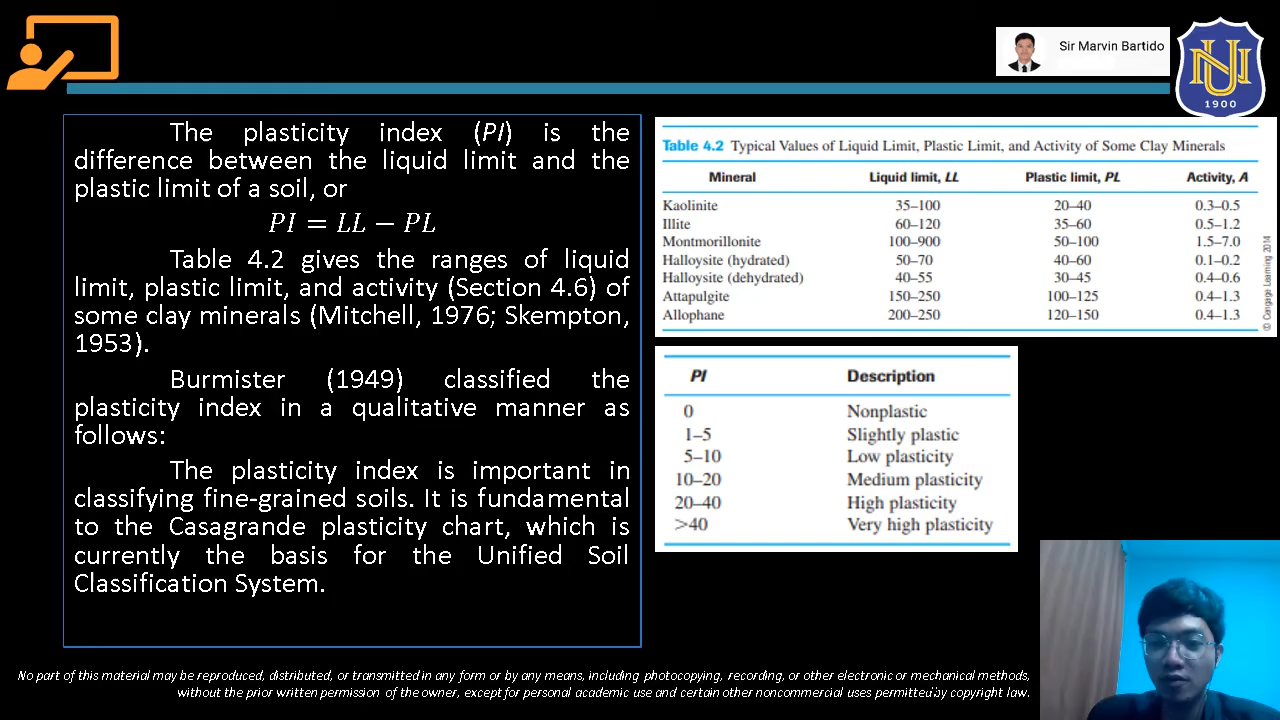 Sir Marvin Bartido
NU
1900
The plasticity index (PI) is the
difference between the liquid limit and the
plastic limit of a soil, or
PI = LL − PL
Table 4.2 gives the ranges of liquid
limit, plastic limit, and activity (Section 4.6) of
some clay minerals (Mitchell, 1976; Skempton,
1953).
Burmister (1949) classified the
plasticity index in a qualitative manner as
follows:
The plasticity index is important in
classifying fine-grained soils. It is fundamental
to the Casagrande plasticity chart, which is
currently the basis for the Unified Soil
Classification System.
Table 4.2 Typical Values of Liquid Limit, Plastic Limit, and Activity of Some Clay Minerals
Mineral Liquid limit, LL Plastic limit, PL Activity, A
Kaolinite 35–100 20–40 0.3–0.5
Illite 60–120 35–60 0.5–1.2
Montmorillonite 100–900 50–100 1.5–7.0
Halloysite (hydrated) 50–70 40–60 0.1–0.2
Halloysite (dehydrated) 40–55 30–45 0.4–0.6
Attapulgite 150–250 100–125 0.4–1.3
Allophane 200–250 120–150 0.4–1.3
© Cengage Learning 2014
PI Description
0 Nonplastic
1–5 Slightly plastic
5–10 Low plasticity
10–20 Medium plasticity
20–40 High plasticity
>40 Very high plasticity
No part of this material may be reproduced, distributed, or transmitted in any form or by any means, including photocopying, recording, or other electronic or mechanical methods,
without the prior written permission of the owner, except for personal academic use and certain other noncommercial uses permitted by copyright law.